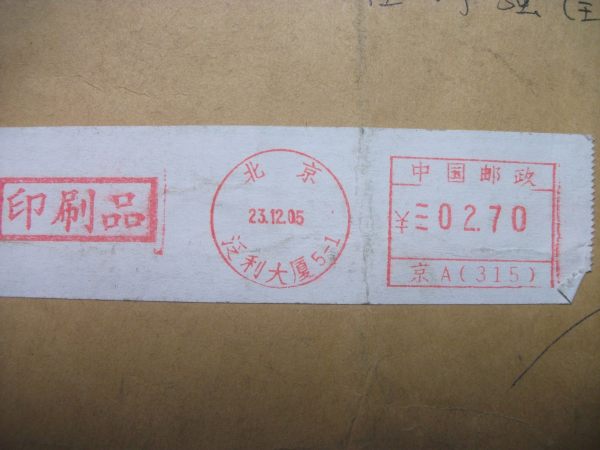 印刷品
北京
23.12.05
泛利大厦5-1
中国邮政
¥三02.70
京A(315)